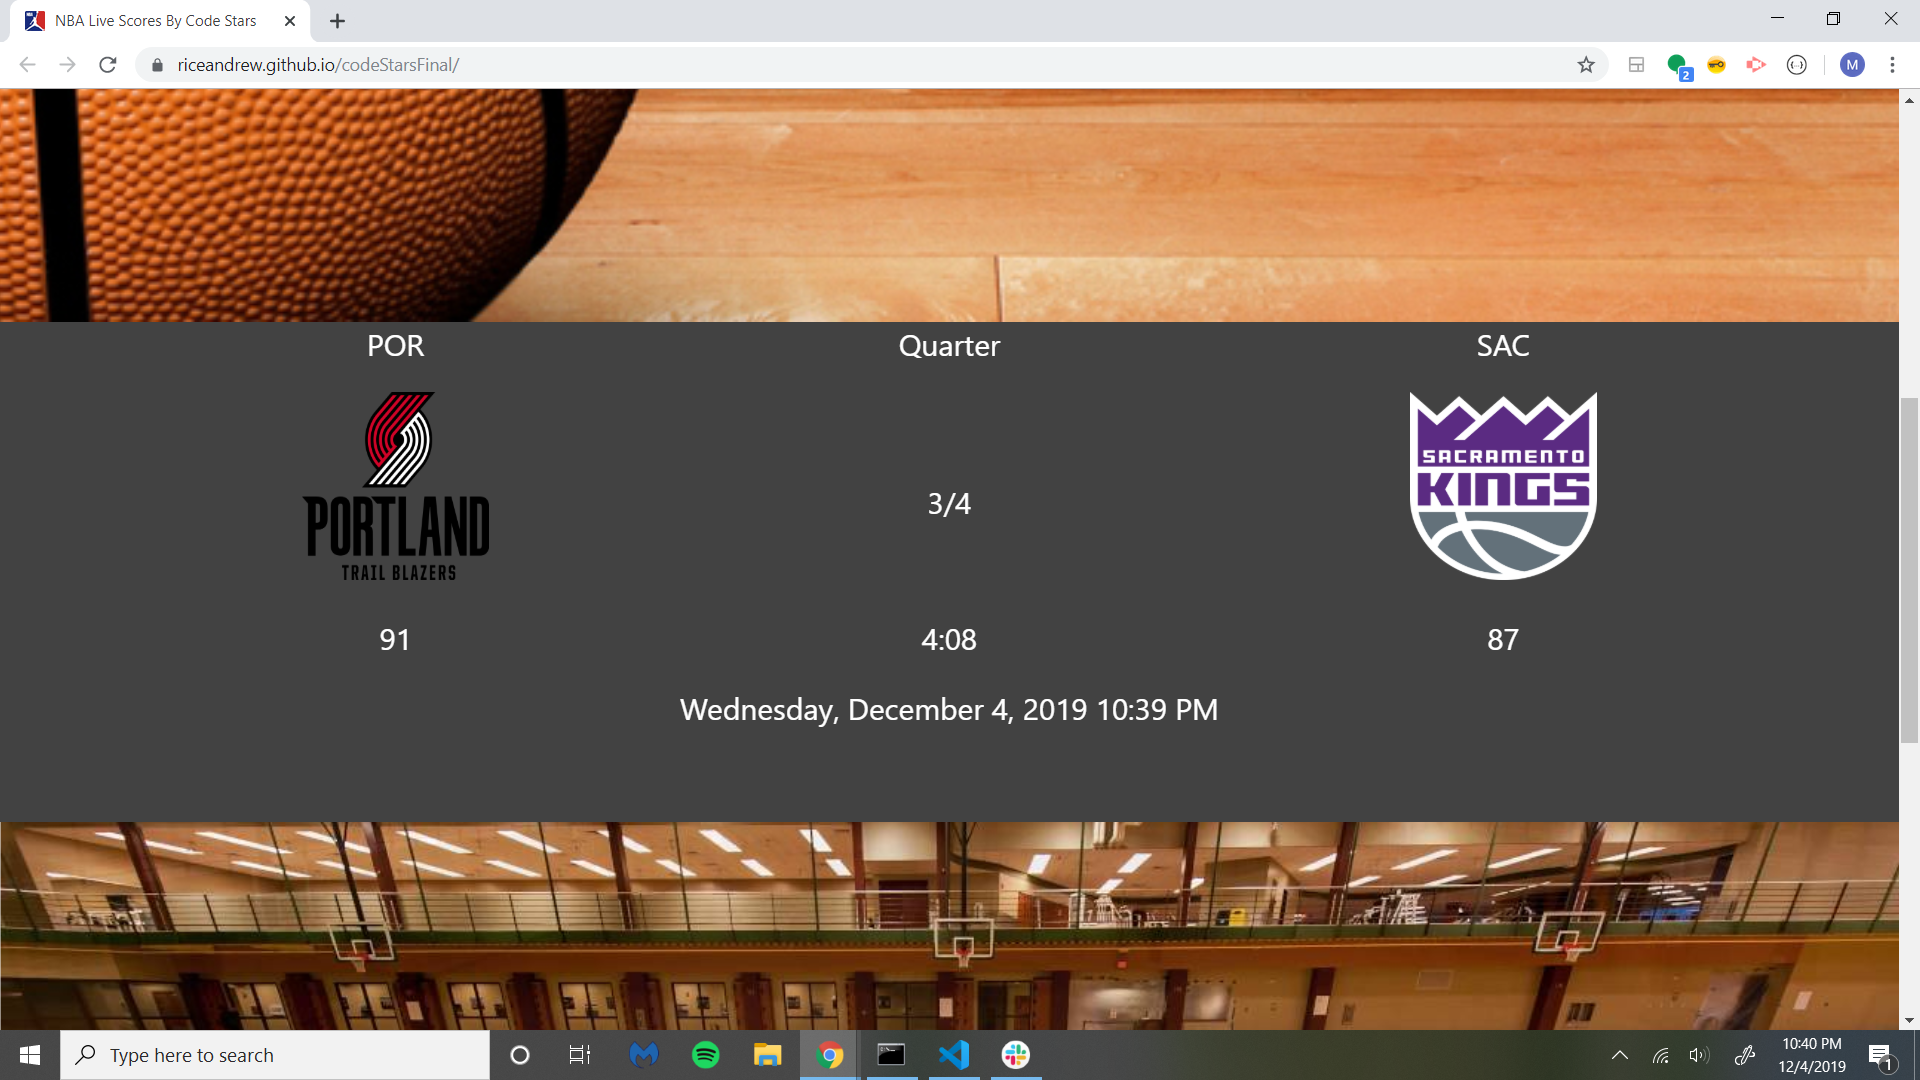 NBA Live Scores By Code Stars
riceandrew.github.io/codeStarsFinal/
2
M
POR
Quarter
SAC
PORTLAND
TRAIL BLAZERS
3/4
SACRAMENTO
KINGS
91
4:08
87
Wednesday, December 4, 2019 10:39 PM
Type here to search
10:40 PM
12/4/2019
1